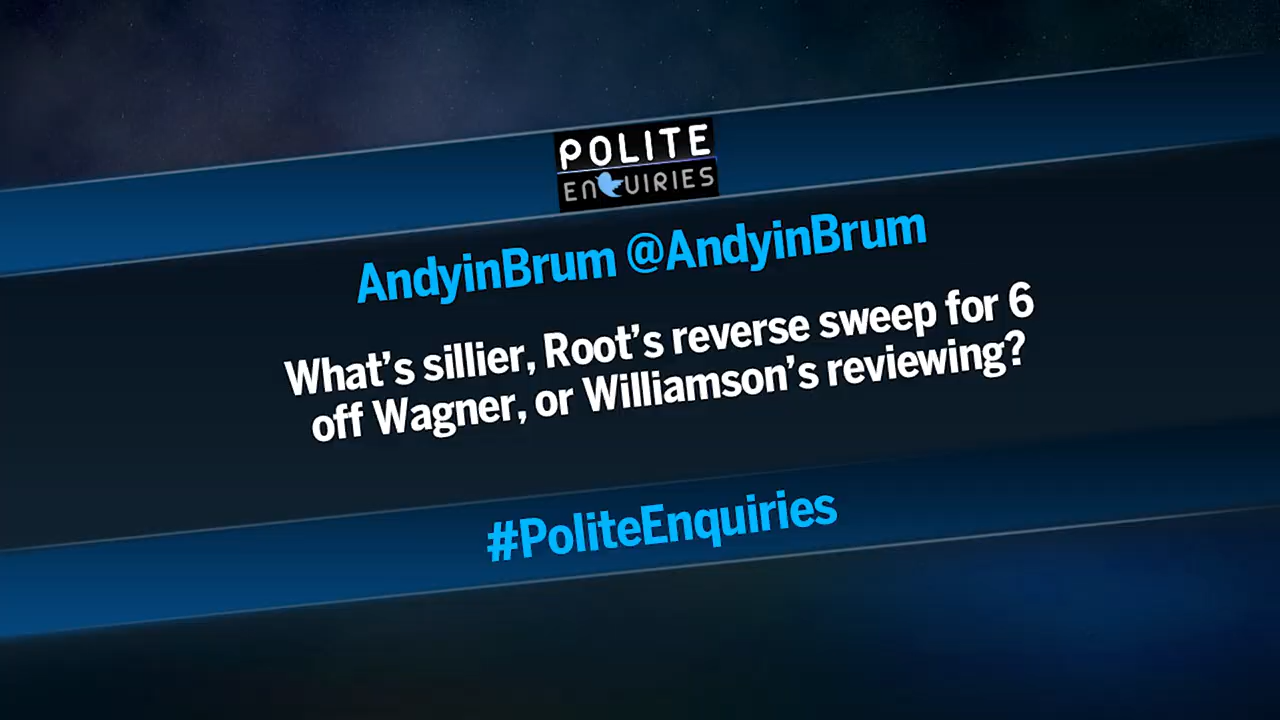 POLITE
ENQUIRIES
AndyinBrum @AndyinBrum
What's sillier, Root's reverse sweep for 6
off Wagner, or Williamson's reviewing?
#PoliteEnquiries